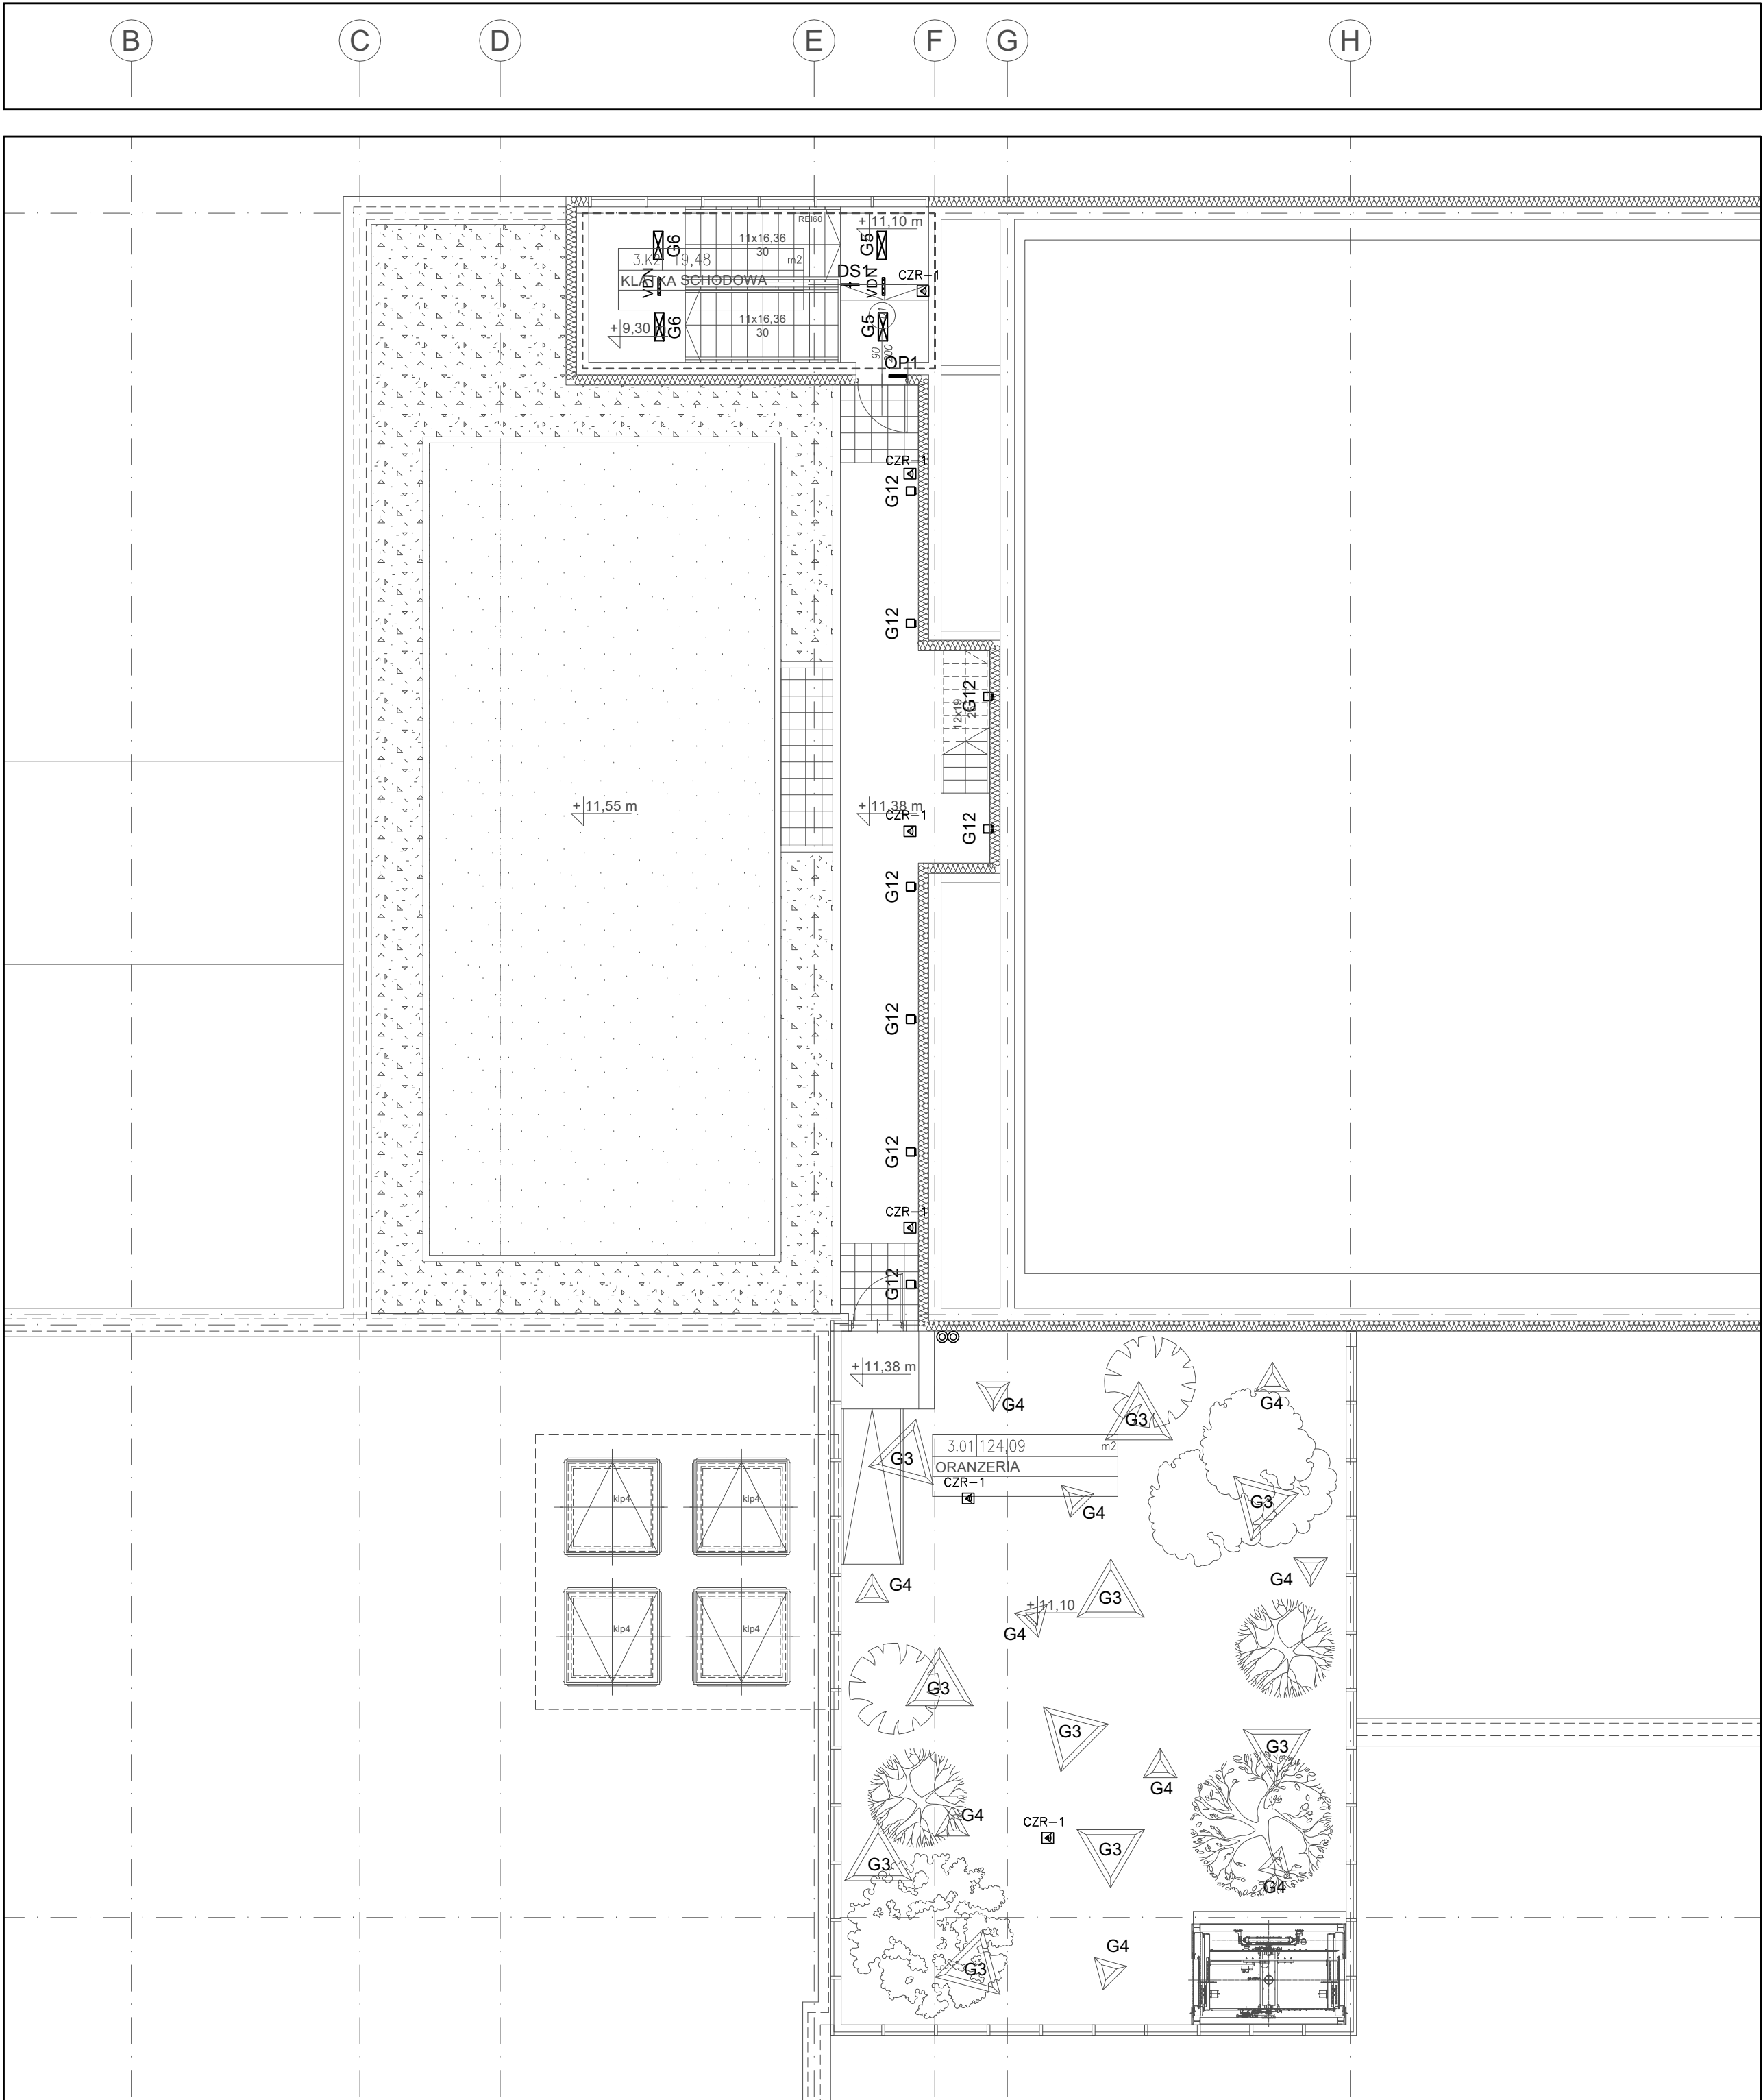 B C D E F G H
REI60
+11,10 m
G6
11x16,36
30
G5
3.K2 19,48 m2
KLATKA SCHODOWA
VDN
DS1
VDN
CZR-1
+9,30
G6
11x16,36
30
G5
90
200
OP1
CZR-1
G12
G12
G12
12x19
+11,55 m
+11,38 m
CZR-1
G12
G12
G12
G12
CZR-1
G12
+11,38 m
G4
G3
G4
G3
3.01 124,09 m2
ORANZERIA
CZR-1
G4
G3
klp4
klp4
G4
G3
G4
+11,10
G4
klp4
klp4
G3
G3
G3
G4
G4
CZR-1
G3
G3
G4
G4
G3